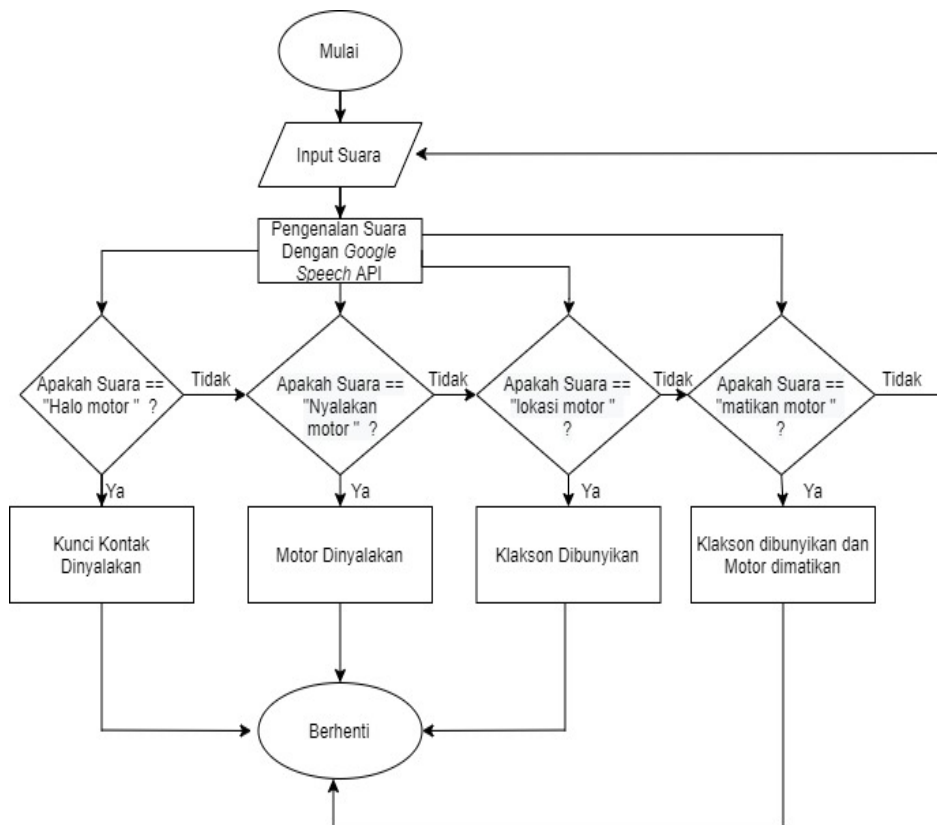 Mulai
Input Suara
Pengenalan Suara
Dengan Google
Speech API
Apakah Suara ==
"Halo motor "  ?
Tidak
Apakah Suara ==
"Nyalakan
motor "  ?
Tidak
Apakah Suara ==
"lokasi motor "
?
Tidak
Apakah Suara ==
"matikan motor "
?
Tidak
Ya
Ya
Ya
Ya
Kunci Kontak
Dinyalakan
Motor Dinyalakan
Klakson Dibunyikan
Klakson dibunyikan dan
Motor dimatikan
Berhenti